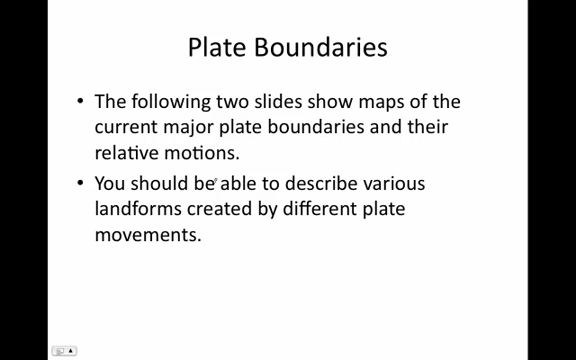 Plate Boundaries
• The following two slides show maps of the
current major plate boundaries and their
relative motions.
• You should be able to describe various
landforms created by different plate
movements.